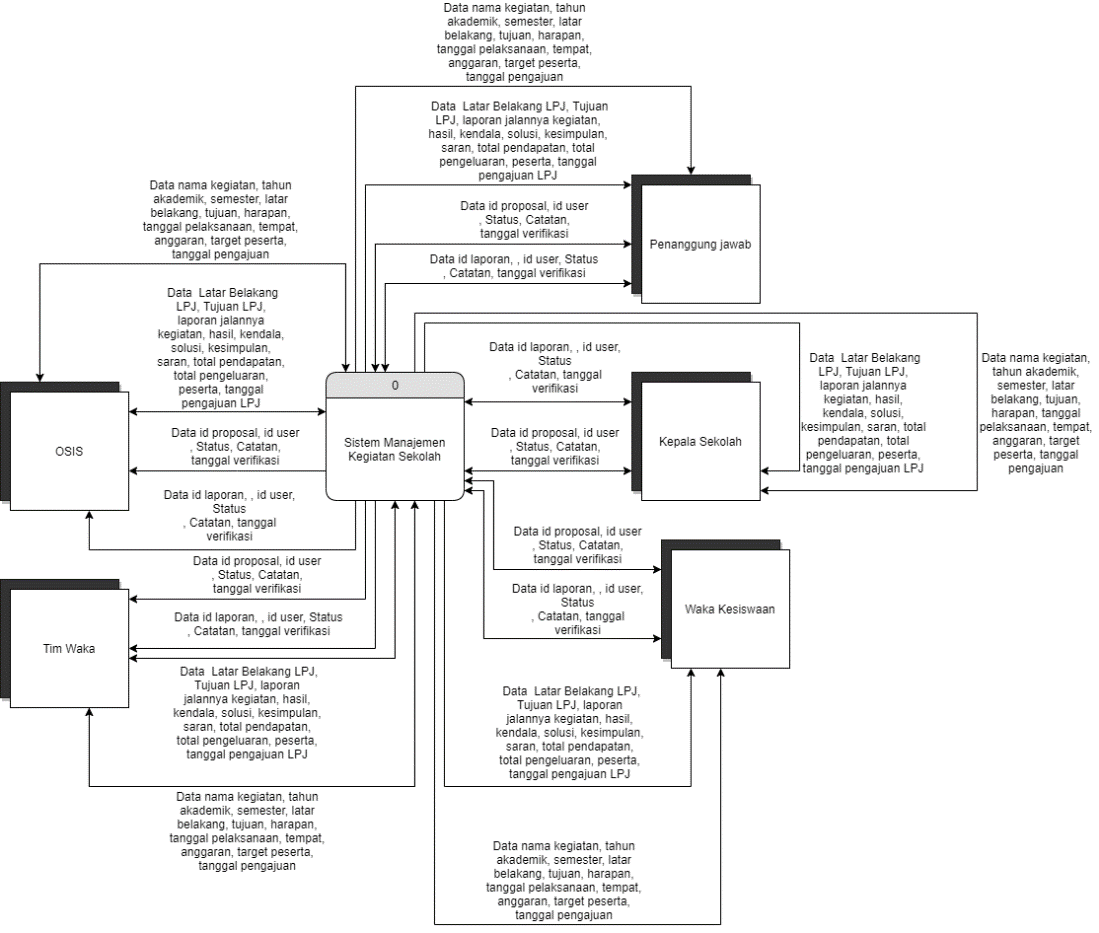 Data nama kegiatan, tahun
akademik, semester, latar
belakang, tujuan, harapan,
tanggal pelaksanaan, tempat,
anggaran, target peserta,
tanggal pengajuan
Data  Latar Belakang LPJ, Tujuan
LPJ, laporan jalannya kegiatan,
hasil, kendala, solusi, kesimpulan,
saran, total pendapatan, total
pengeluaran, peserta, tanggal
pengajuan LPJ
Data id proposal, id user
, Status, Catatan,
tanggal verifikasi
Data id laporan, , id user, Status
, Catatan, tanggal verifikasi
Penanggung jawab
Data nama kegiatan, tahun
akademik, semester, latar
belakang, tujuan, harapan,
tanggal pelaksanaan, tempat,
anggaran, target peserta,
tanggal pengajuan
Data  Latar Belakang
LPJ, Tujuan LPJ,
laporan jalannya
kegiatan, hasil, kendala,
solusi, kesimpulan,
saran, total pendapatan,
total pengeluaran,
peserta, tanggal
pengajuan LPJ
OSIS
Data id proposal, id user
, Status, Catatan,
tanggal verifikasi
Data id laporan, , id user,
Status
, Catatan, tanggal
verifikasi
0
Sistem Manajemen
Kegiatan Sekolah
Data id laporan, , id user,
Status
, Catatan, tanggal
verifikasi
Data id proposal, id user
, Status, Catatan,
tanggal verifikasi
Kepala Sekolah
Data  Latar Belakang
LPJ, Tujuan LPJ,
laporan jalannya
kegiatan, hasil,
kendala, solusi,
kesimpulan, saran, total
pendapatan, total
pengeluaran, peserta,
tanggal pengajuan LPJ
Data nama kegiatan,
tahun akademik,
semester, latar
belakang, tujuan,
harapan, tanggal
pelaksanaan, tempat,
anggaran, target
peserta, tanggal
pengajuan
Data id proposal, id user
, Status, Catatan,
tanggal verifikasi
Data id laporan, , id user, Status
, Catatan, tanggal verifikasi
Tim Waka
Data  Latar Belakang LPJ,
Tujuan LPJ, laporan
jalannya kegiatan, hasil,
kendala, solusi, kesimpulan,
saran, total pendapatan,
total pengeluaran, peserta,
tanggal pengajuan LPJ
Data nama kegiatan, tahun
akademik, semester, latar
belakang, tujuan, harapan,
tanggal pelaksanaan, tempat,
anggaran, target peserta,
tanggal pengajuan
Data id proposal, id user
, Status, Catatan,
tanggal verifikasi
Data id laporan, , id user,
Status
, Catatan, tanggal
verifikasi
Waka Kesiswaan
Data  Latar Belakang LPJ,
Tujuan LPJ, laporan
jalannya kegiatan, hasil,
kendala, solusi, kesimpulan,
saran, total pendapatan,
total pengeluaran, peserta,
tanggal pengajuan LPJ
Data nama kegiatan, tahun
akademik, semester, latar
belakang, tujuan, harapan,
tanggal pelaksanaan, tempat,
anggaran, target peserta,
tanggal pengajuan